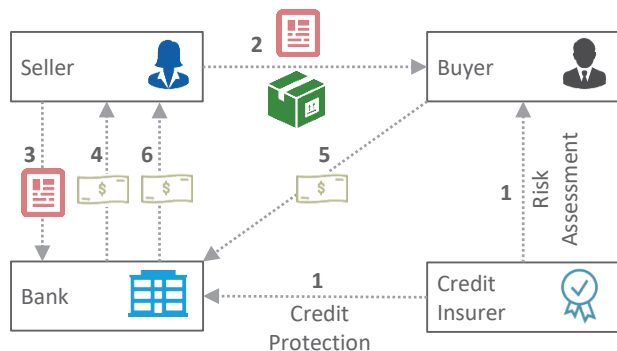 2
Seller
Buyer
3
4
6
5
$
$
$
1
Risk
Assessment
Bank
1
Credit
Protection
Credit
Insurer